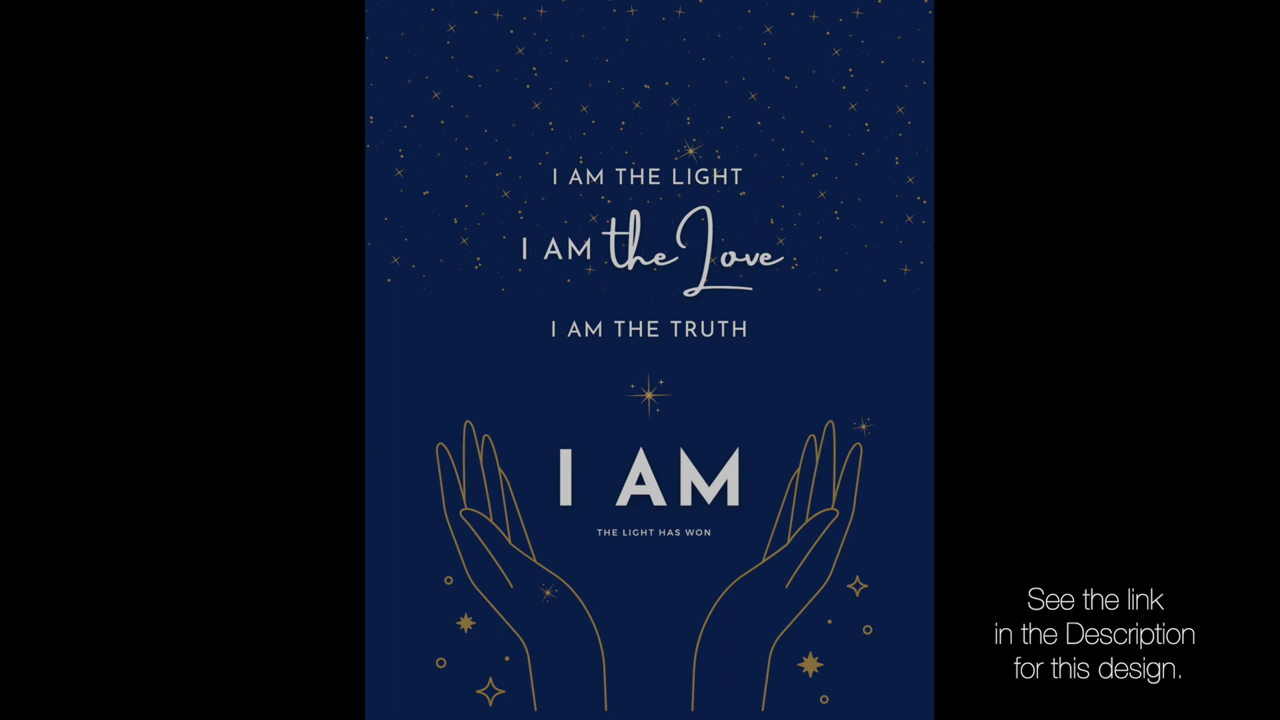 I AM THE LIGHT
I AM the Love
I AM THE TRUTH
I AM
THE LIGHT HAS WON
See the link
in the Description
for this design.